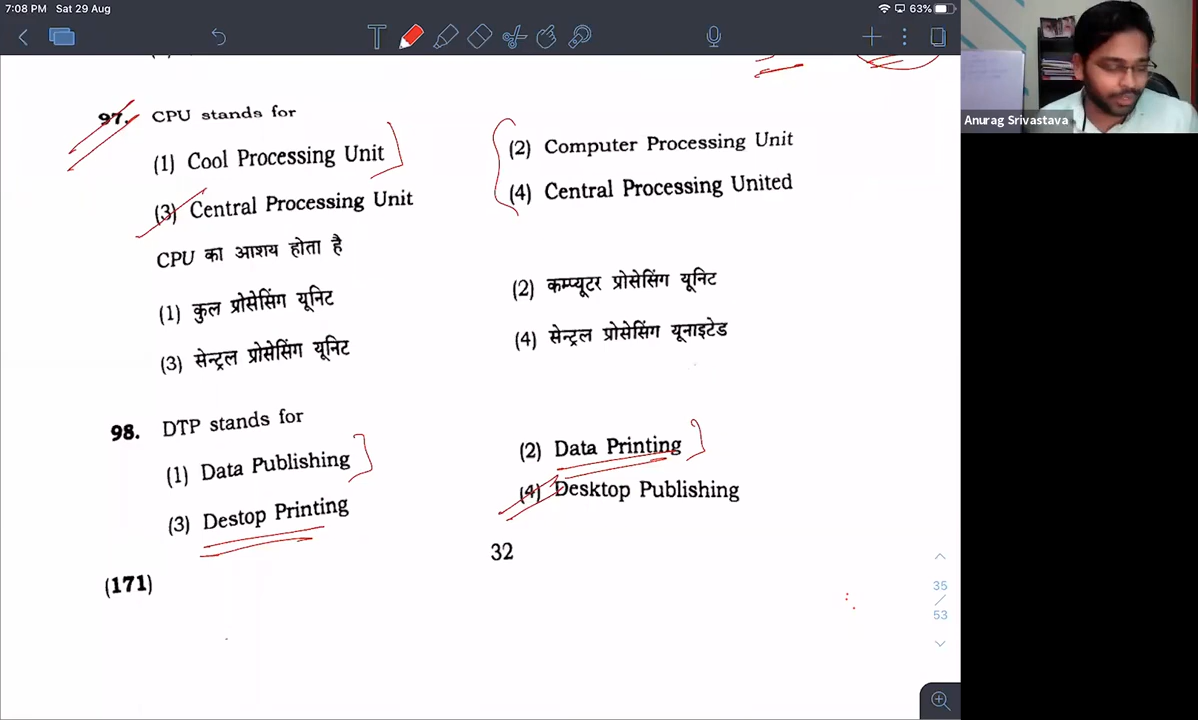 7:08 PM Sat 29 Aug
63%
Anurag Srivastava
97. CPU stands for
(1) Cool Processing Unit
(2) Computer Processing Unit
(3) Central Processing Unit
(4) Central Processing United
CPU का आशय होता है
(1) कुल प्रोसेसिंग यूनिट
(2) कम्प्यूटर प्रोसेसिंग यूनिट
(3) सेन्ट्रल प्रोसेसिंग यूनिट
(4) सेन्ट्रल प्रोसेसिंग यूनाइटेड
98. DTP stands for
(1) Data Publishing
(2) Data Printing
(3) Destop Printing
(4) Desktop Publishing
32
(171)
35
/
53